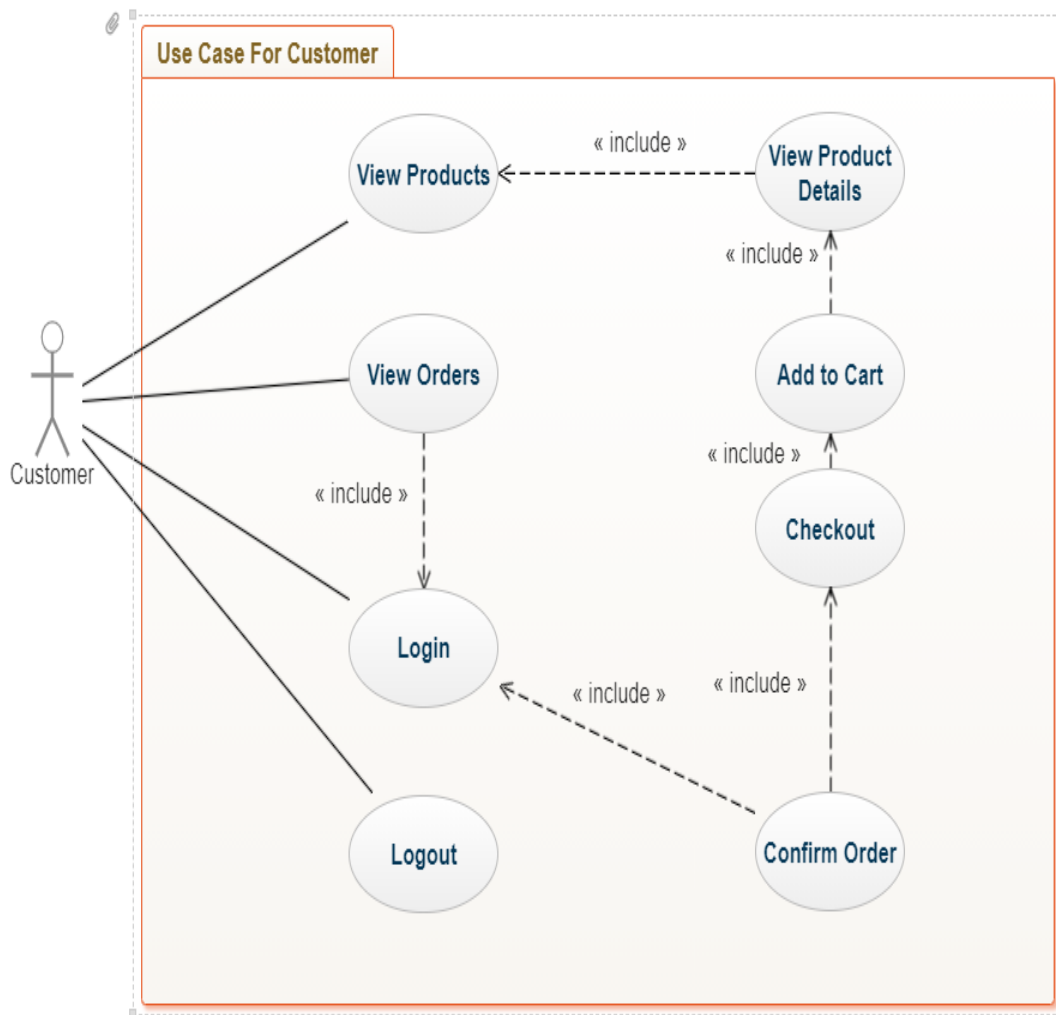 Use Case For Customer
View Products
« include »
View Product
Details
« include »
View Orders
Add to Cart
Customer
« include »
« include »
Checkout
Login
« include »
« include »
Logout
Confirm Order